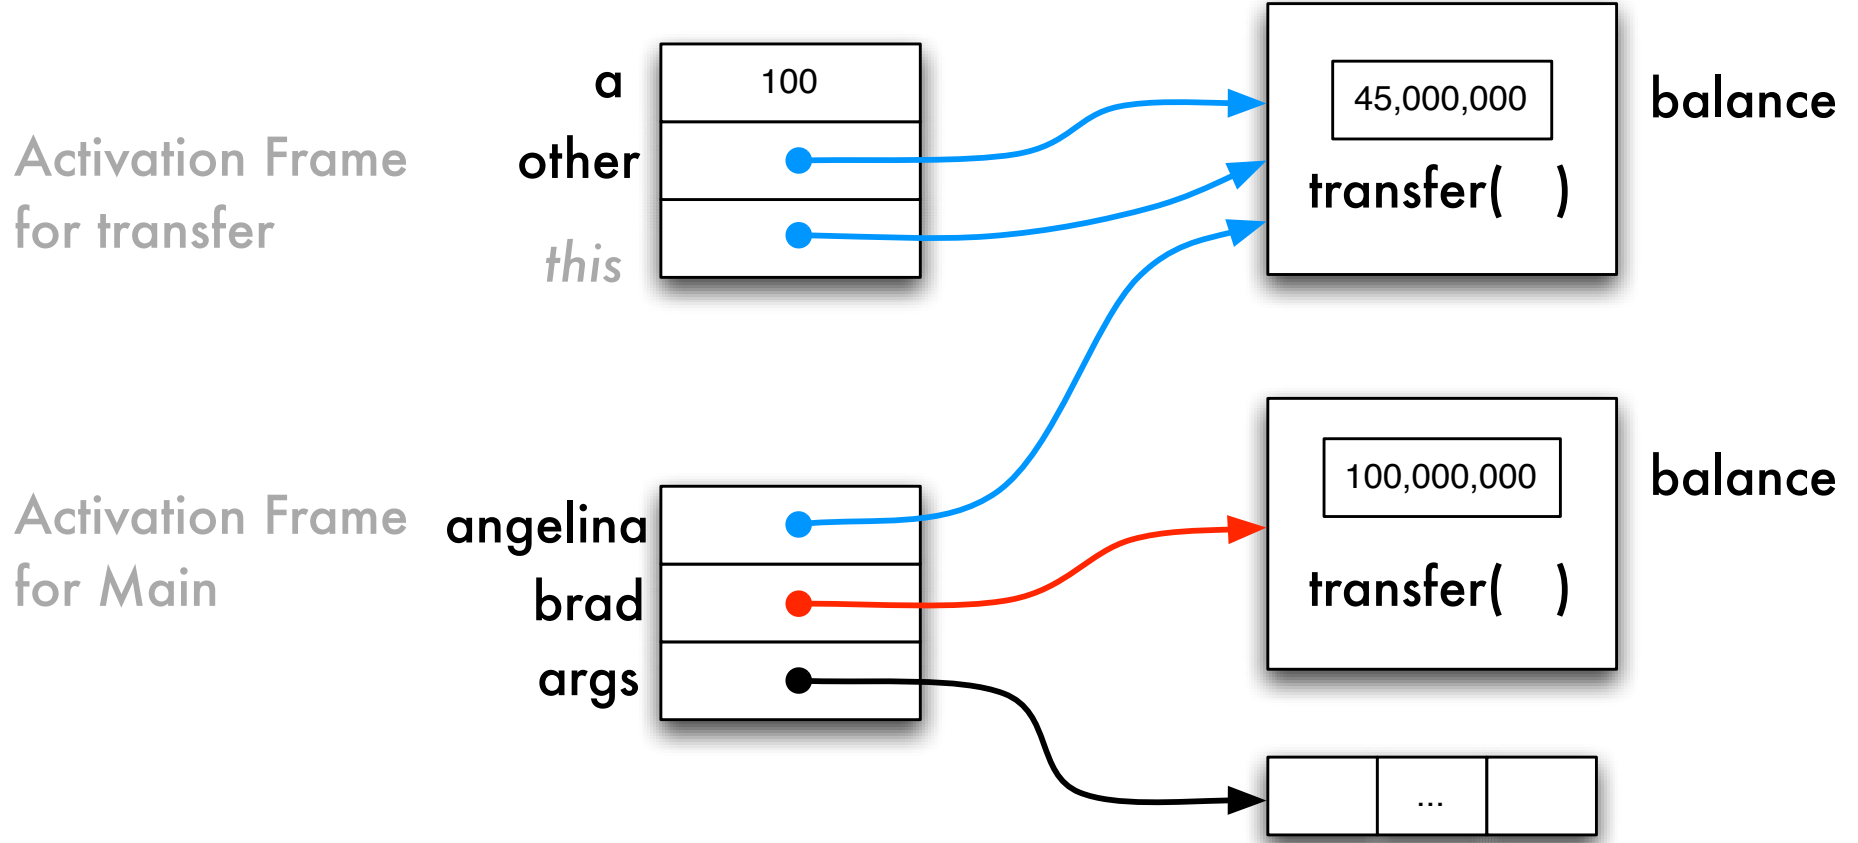 Activation Frame
for transfer
a
100
other
this
45,000,000
balance
transfer( )
Activation Frame
for Main
angelina
brad
args
100,000,000
balance
transfer( )
...